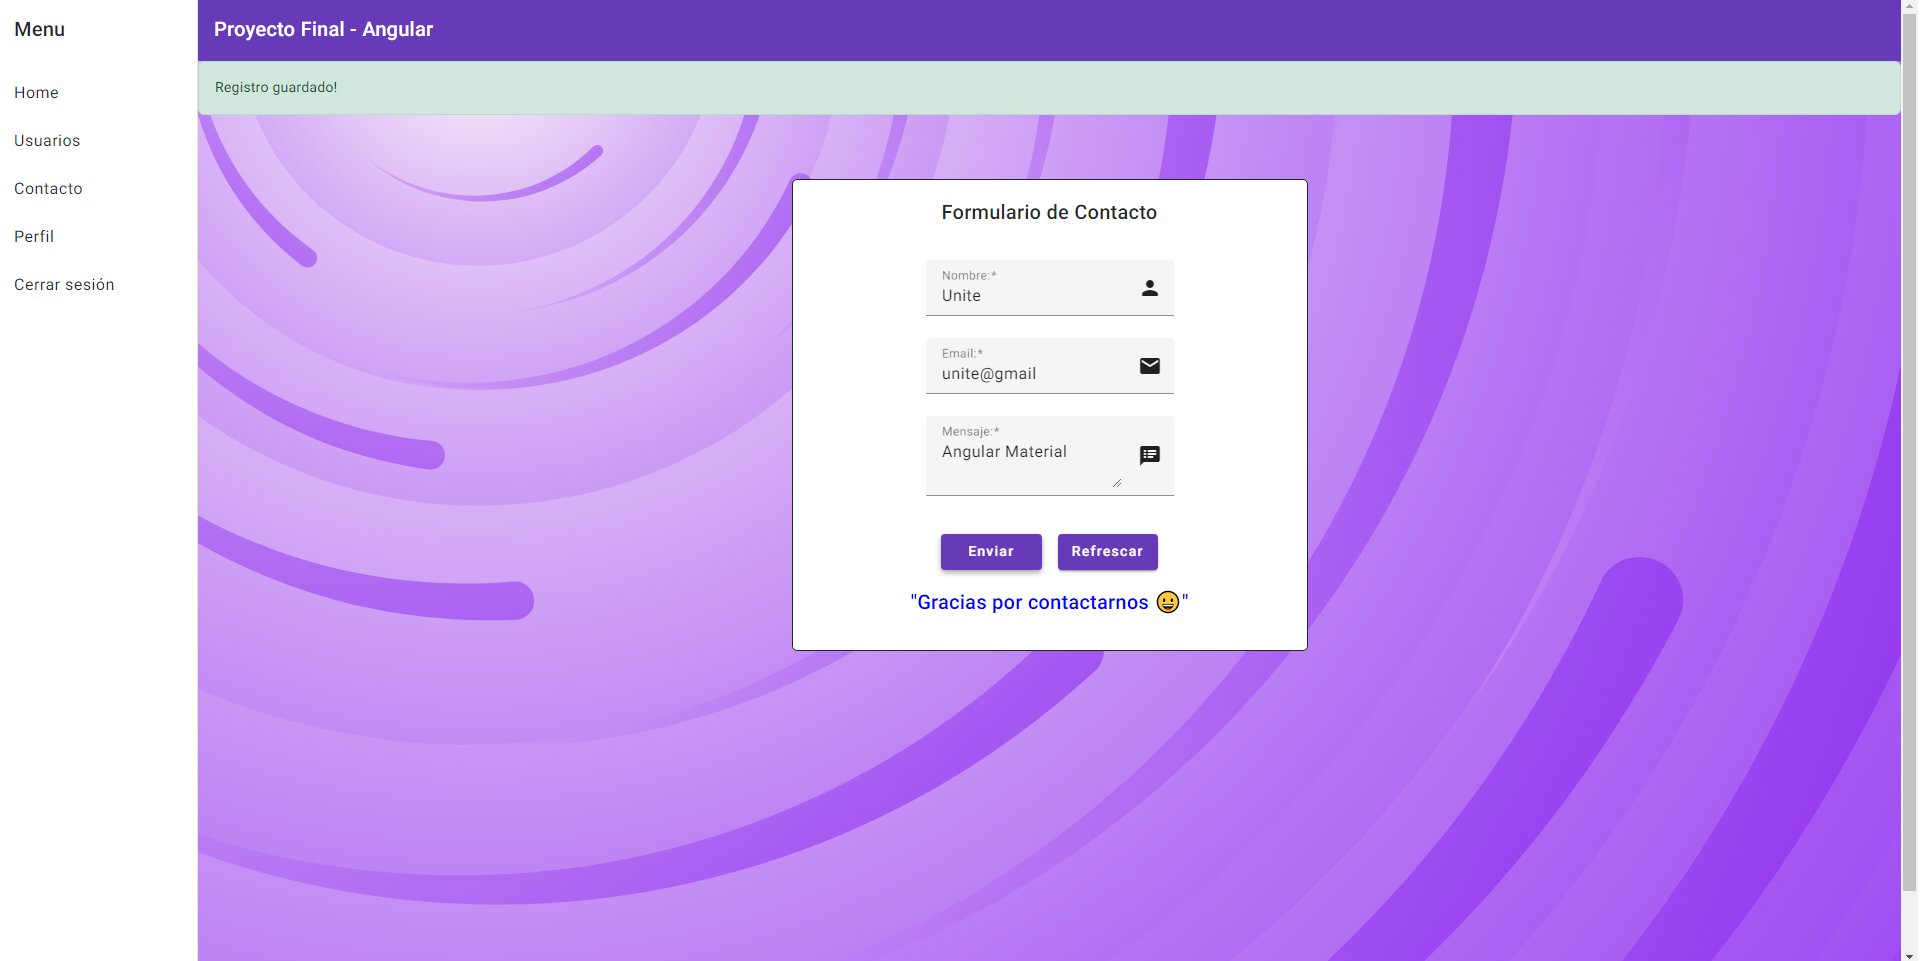 Menu
Home
Usuarios
Contacto
Perfil
Cerrar sesión
Proyecto Final - Angular
Registro guardado!
Formulario de Contacto
Nombre:*
Unite
Email:*
unite@gmail
Mensaje:*
Angular Material
Enviar Refrescar
"Gracias por contactarnos 😀"